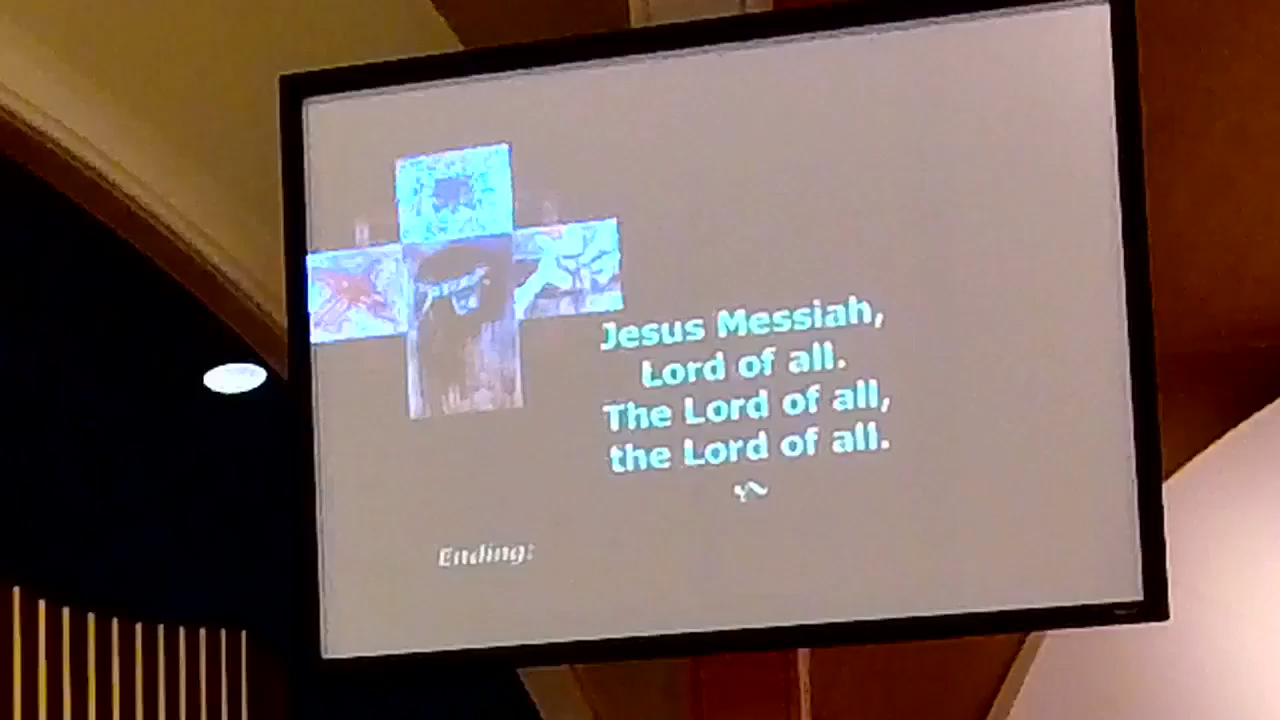 Jesus Messiah,
Lord of all.
The Lord of all,
the Lord of all.
Ending: